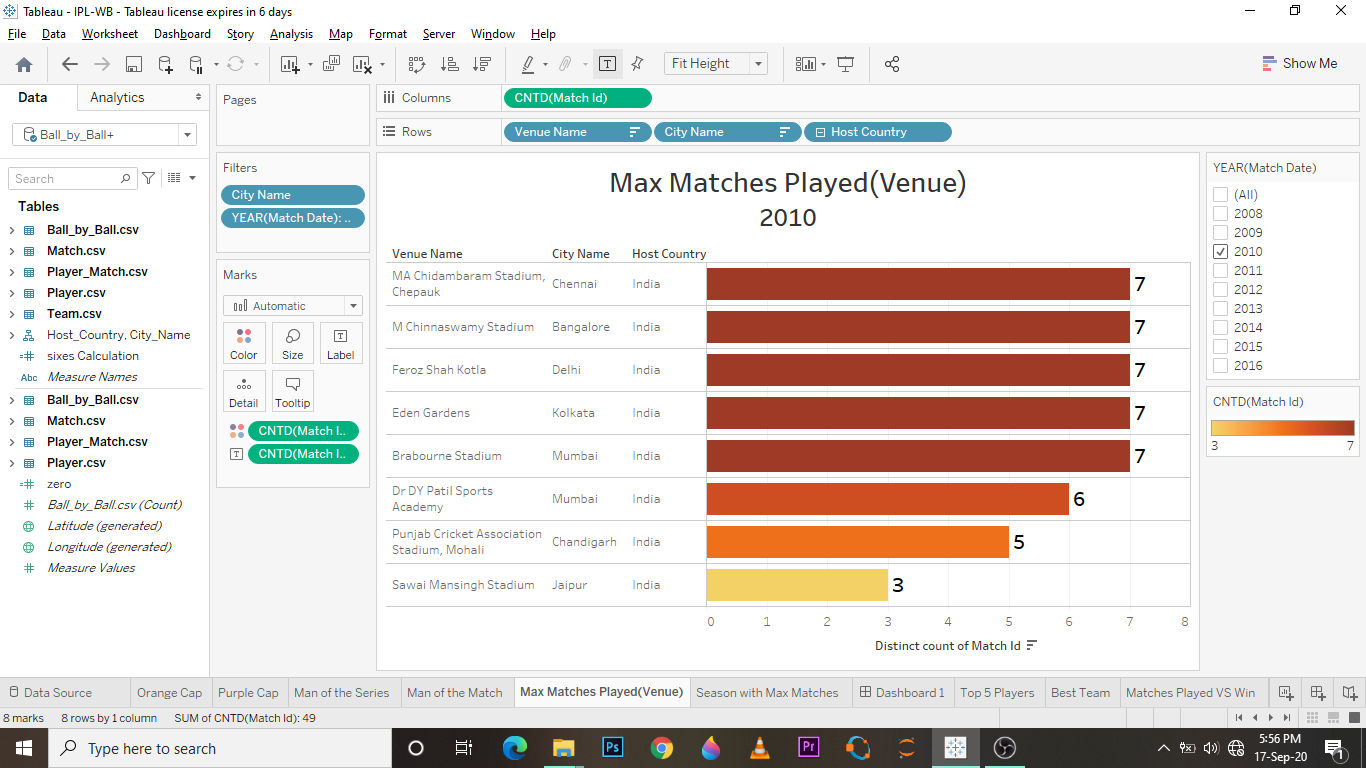 Tableau - IPL-WB - Tableau license expires in 6 days
File Data Worksheet Dashboard Story Analysis Map Format Server Window Help
Fit Height
Show Me
Data Analytics
Ball_by_Ball+
Search
Tables
Ball_by_Ball.csv
Match.csv
Player_Match.csv
Player.csv
Team.csv
Host_Country, City_Name
sixes Calculation
Abc Measure Names
Ball_by_Ball.csv
Match.csv
Player_Match.csv
Player.csv
zero
Ball_by_Ball.csv (Count)
Latitude (generated)
Longitude (generated)
Measure Values
Pages
Filters
City Name
YEAR(Match Date): ..
Marks
Automatic
Color Size Label
Detail Tooltip
CNTD(Match I..
CNTD(Match I..
Columns CNTD(Match Id)
Rows Venue Name City Name Host Country
Max Matches Played(Venue)
2010
Venue Name City Name Host Country
MA Chidambaram Stadium, Chepauk Chennai India 7
M Chinnaswamy Stadium Bangalore India 7
Feroz Shah Kotla Delhi India 7
Eden Gardens Kolkata India 7
Brabourne Stadium Mumbai India 7
Dr DY Patil Sports Academy Mumbai India 6
Punjab Cricket Association Stadium, Mohali Chandigarh India 5
Sawai Mansingh Stadium Jaipur India 3
0 1 2 3 4 5 6 7 8
Distinct count of Match Id
YEAR(Match Date)
(All)
2008
2009
2010
2011
2012
2013
2014
2015
2016
CNTD(Match Id)
3 7
Data Source Orange Cap Purple Cap Man of the Series Man of the Match Max Matches Played(Venue) Season with Max Matches Dashboard 1 Top 5 Players Best Team Matches Played VS Win
8 marks 8 rows by 1 column SUM of CNTD(Match Id): 49
Type here to search
Ps
Pr
5:56 PM
17-Sep-20
1